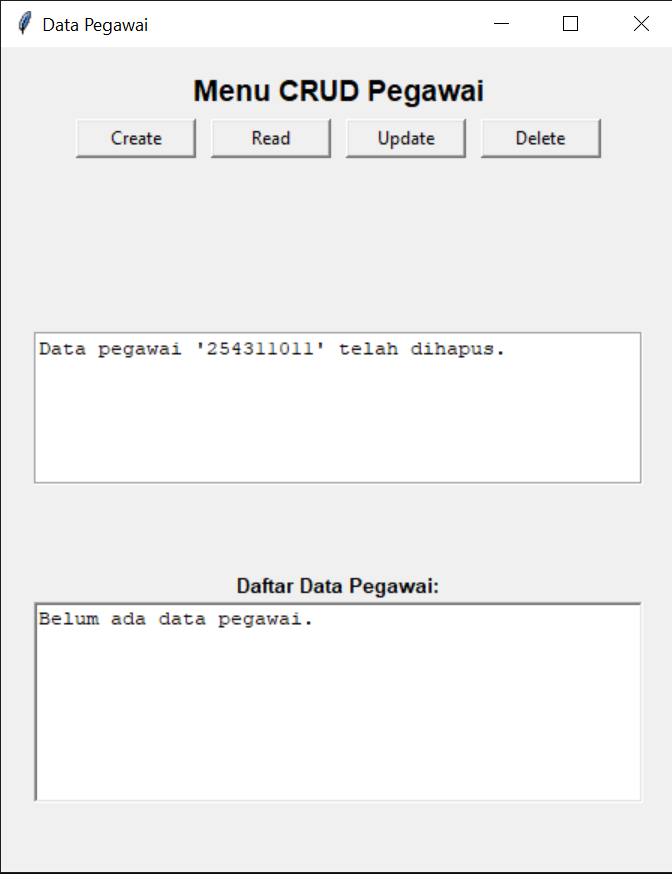 Data Pegawai
Menu CRUD Pegawai
Create Read Update Delete
Data pegawai '254311011' telah dihapus.
Daftar Data Pegawai:
Belum ada data pegawai.